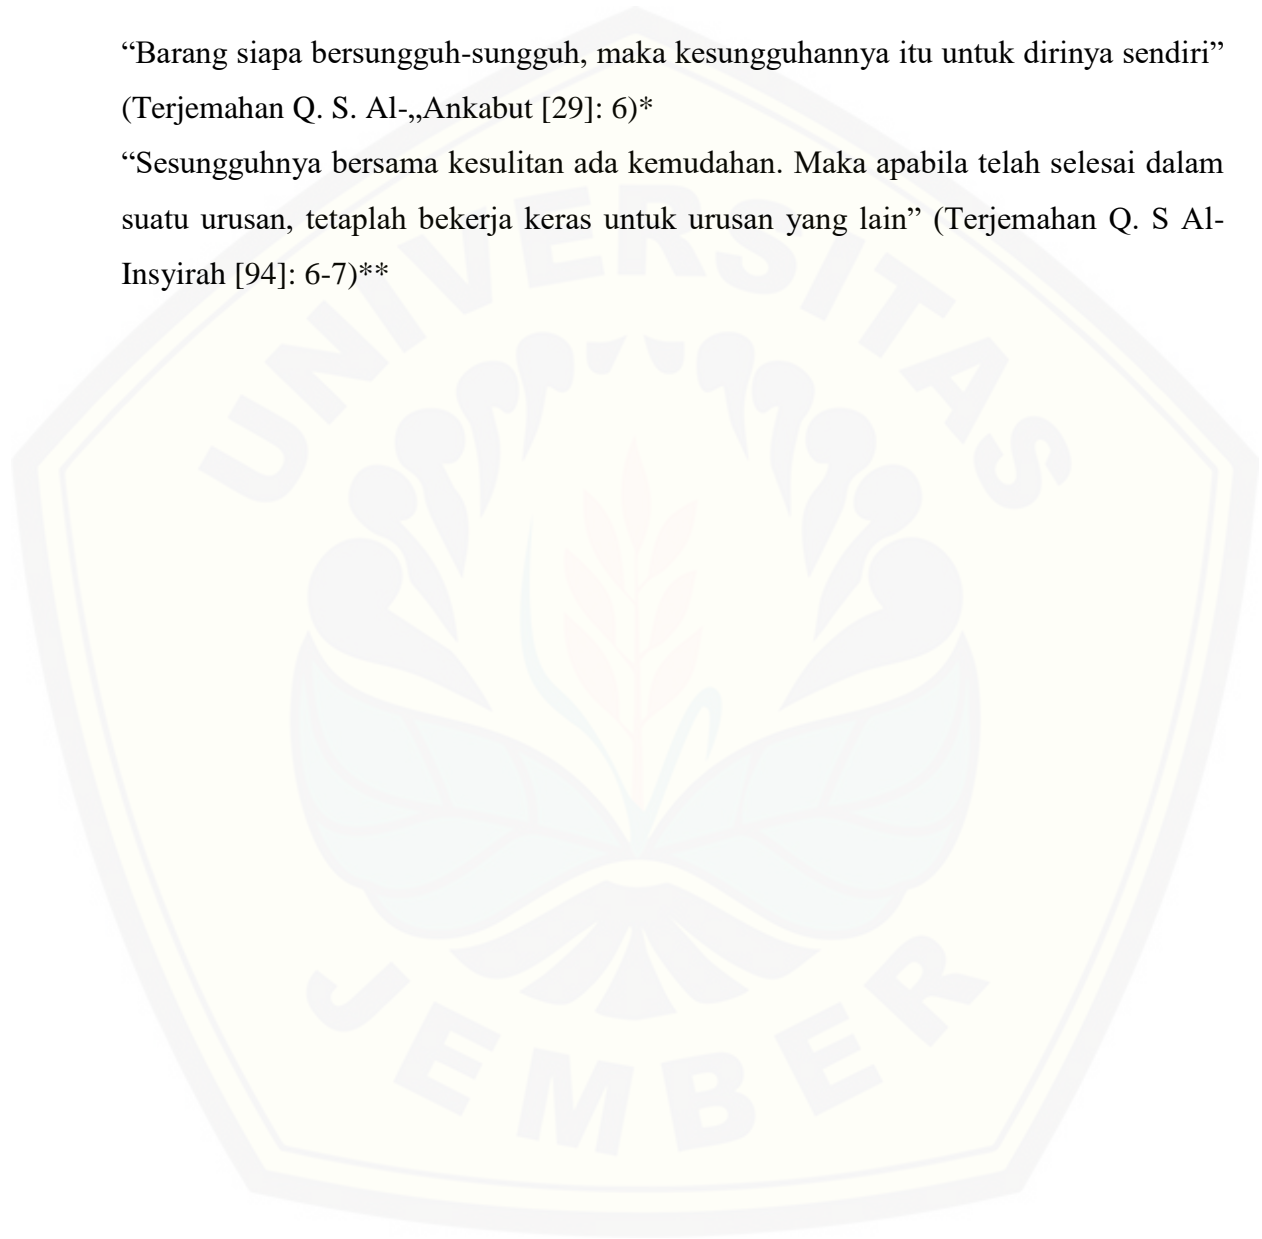 “Barang siapa bersungguh-sungguh, maka kesungguhannya itu untuk dirinya sendiri”
(Terjemahan Q. S. Al-„Ankabut [29]: 6)*
“Sesungguhnya bersama kesulitan ada kemudahan. Maka apabila telah selesai dalam
suatu urusan, tetaplah bekerja keras untuk urusan yang lain” (Terjemahan Q. S Al-
Insyirah [94]: 6-7)**
UNIVERSITAS
JEMBER